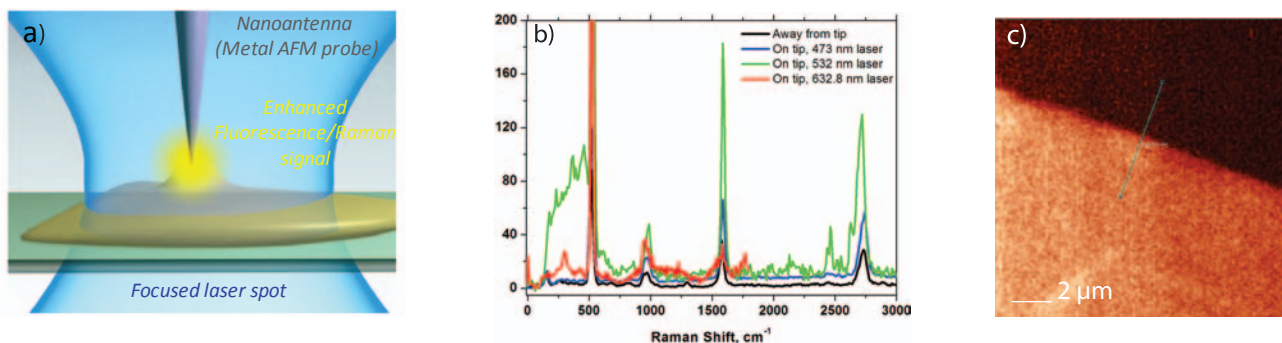 a)
Nanoantenna
(Metal AFM probe)
Enhanced
Fluorescence/Raman
signal
Focused laser spot
b)
200
160
120
80
40
0
Away from tip
On tip, 473 nm laser
On tip, 532 nm laser
On tip, 632.8 nm laser
0
500
1000
1500
2000
2500
3000
Raman Shift, cm-1
c)
2 µm